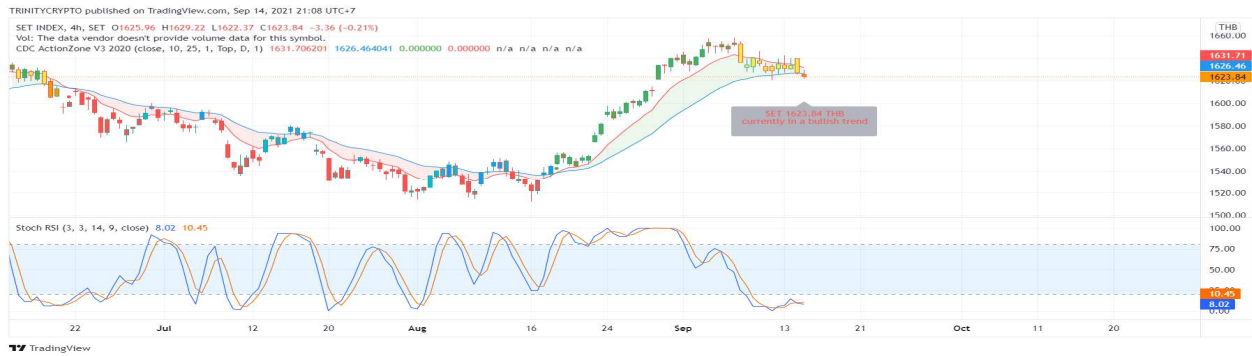 TRINITYCRYPTO published on TradingView.com, Sep 14, 2021 21:08 UTC+7
SET INDEX, 4h, SET O1625.96 H1629.22 L1622.37 C1623.84 -3.36 (-0.21%)
Vol: The data vendor doesn't provide volume data for this symbol.
CDC ActionZone V3 2020 (close, 10, 25, 1, Top, D, 1) 1631.706201 1626.464041 0.000000 0.000000 n/a n/a n/a n/a
THB
1660.00
1631.71
1626.46
1623.84
1600.00
1580.00
1560.00
1540.00
1520.00
1500.00
SET 1623.84 THB
currently in a bullish trend
Stoch RSI (3, 3, 14, 9, close) 8.02 10.45
100.00
75.00
50.00
10.45
8.02
0.00
22 Jul 12 20 Aug 16 24 Sep 13 21 Oct 11 20
TradingView